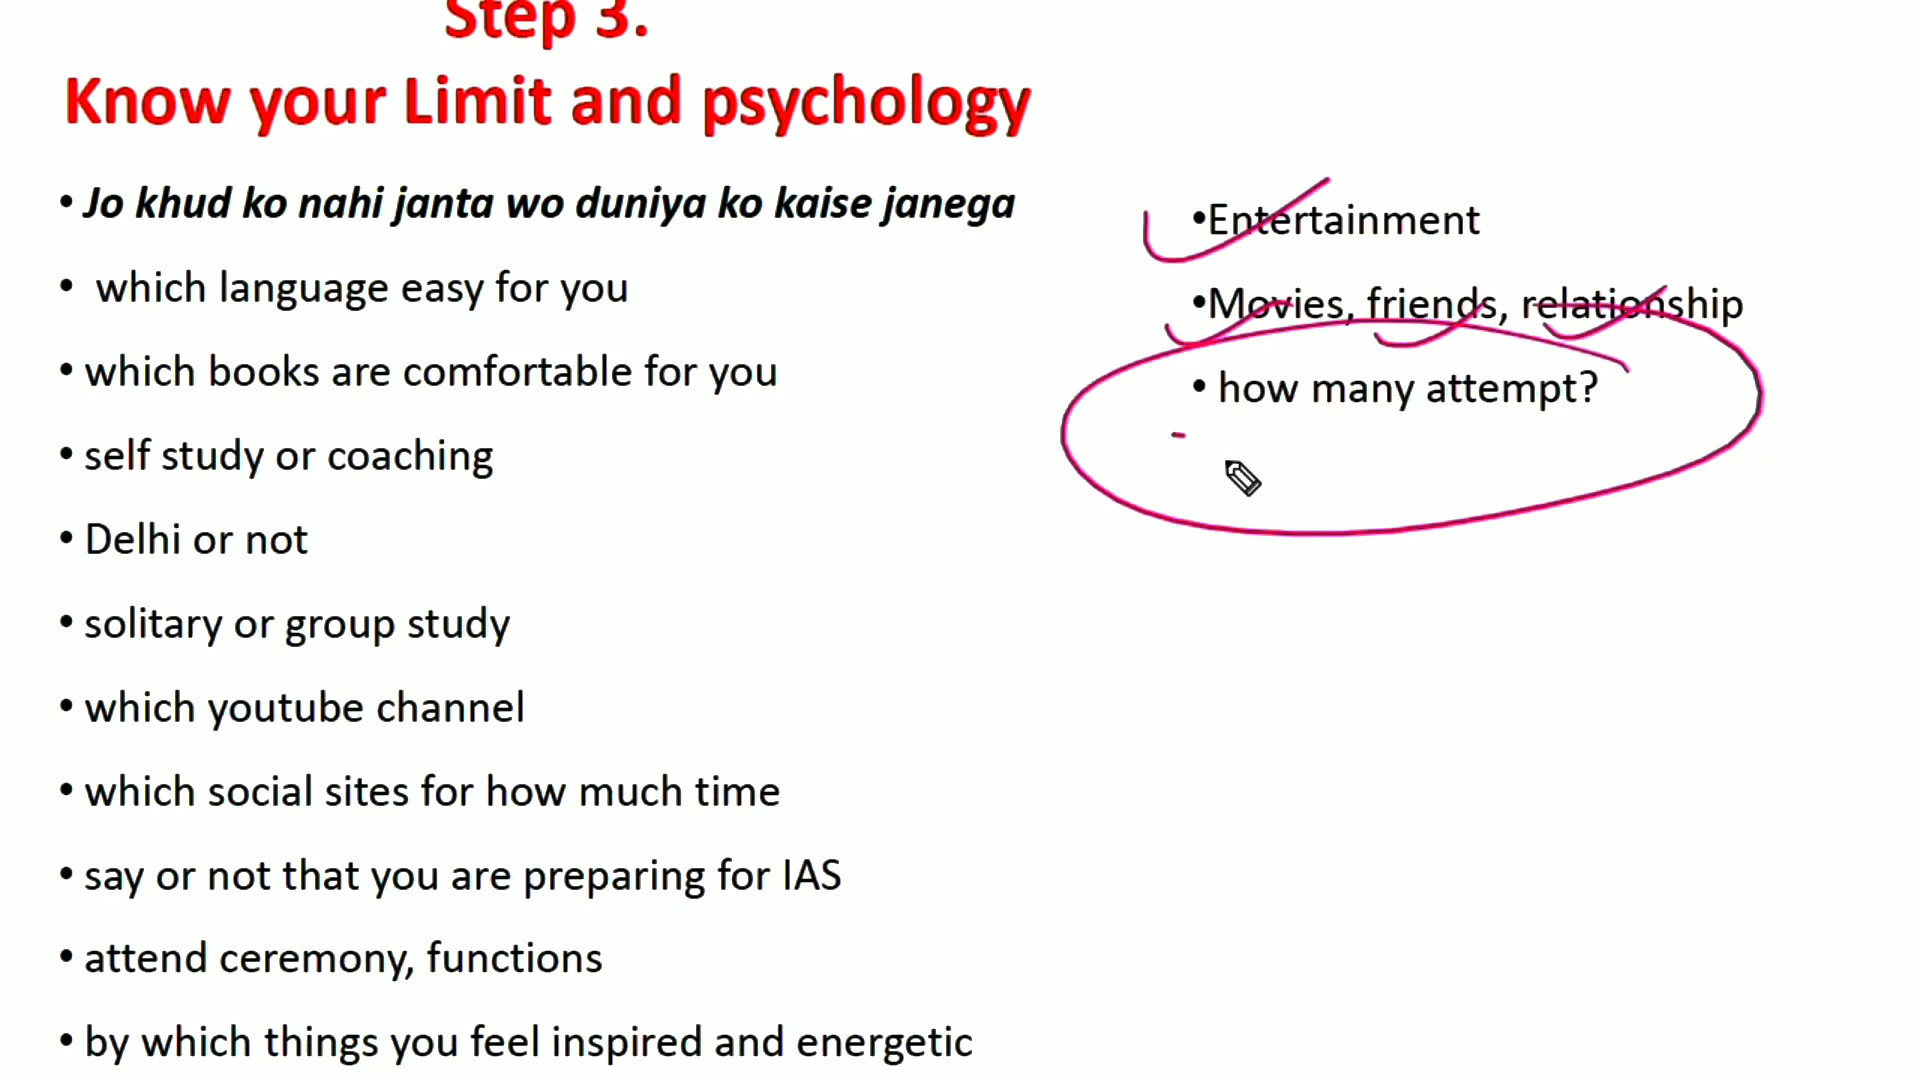 Step 3.
Know your Limit and psychology
• Jo khud ko nahi janta wo duniya ko kaise janega
• which language easy for you
• which books are comfortable for you
• self study or coaching
• Delhi or not
• solitary or group study
• which youtube channel
• which social sites for how much time
• say or not that you are preparing for IAS
• attend ceremony, functions
• by which things you feel inspired and energetic
•Entertainment
•Movies, friends, relationship
• how many attempt?